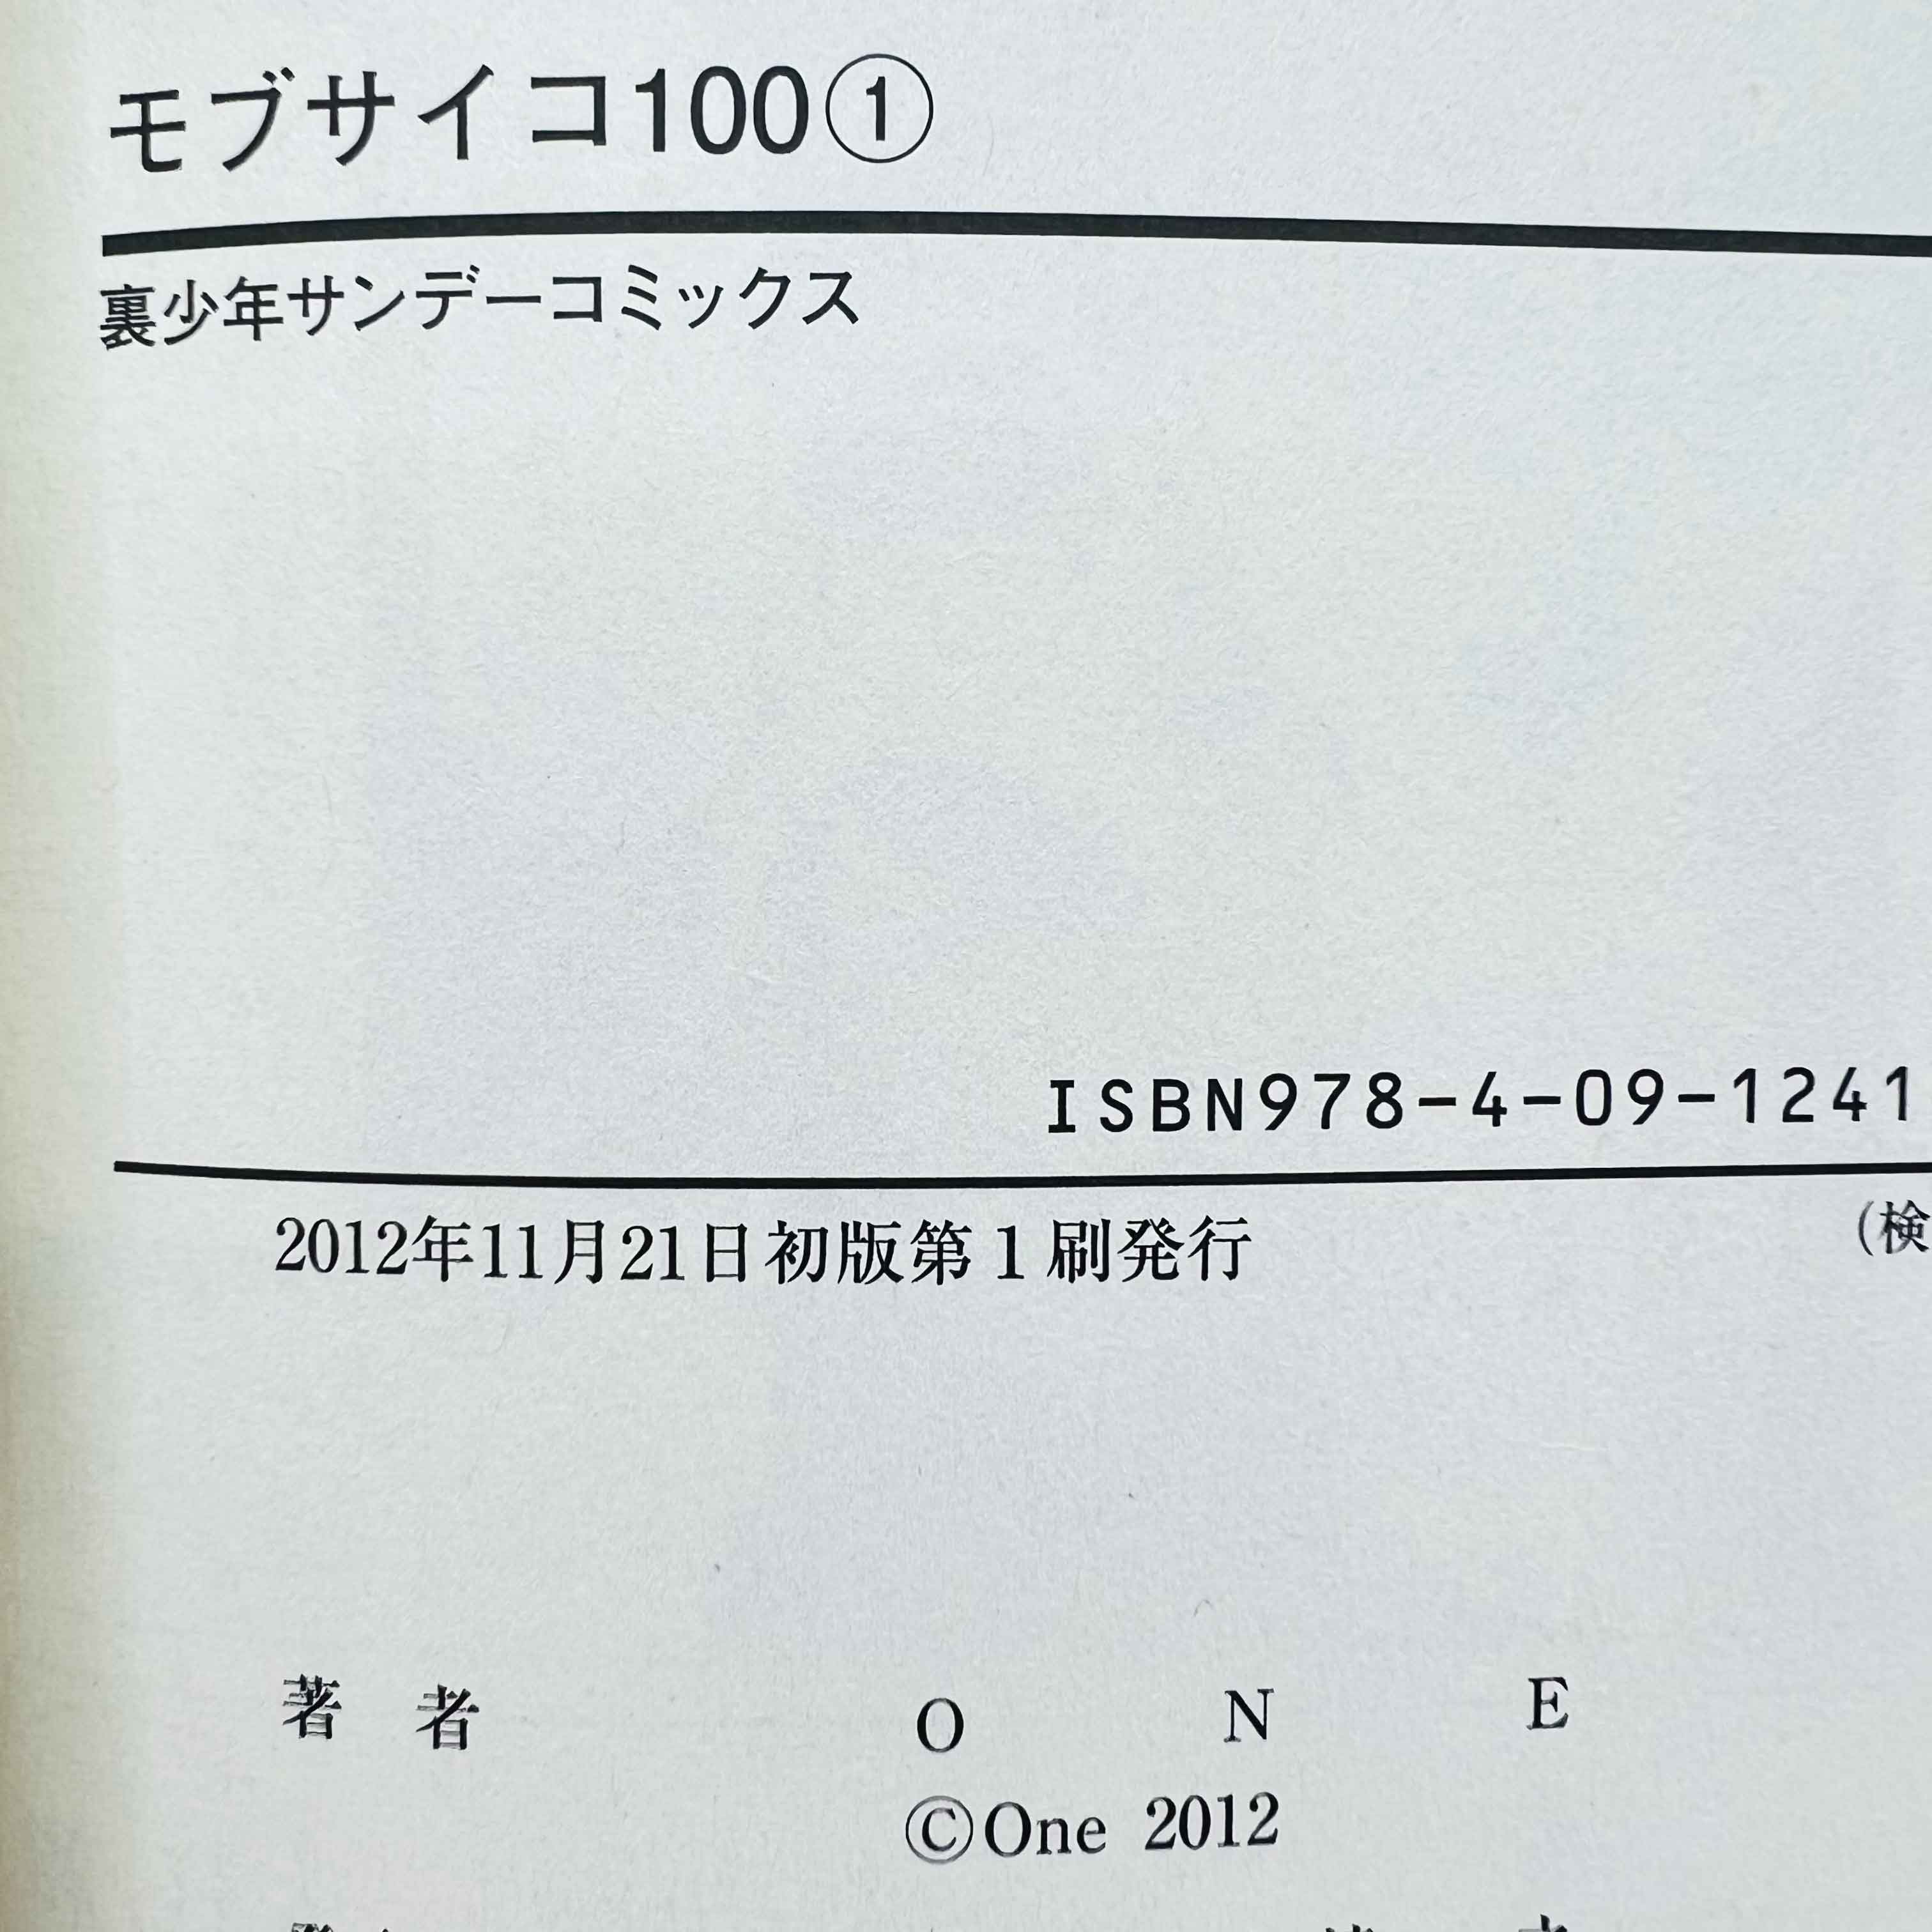 モブサイコ100①
裏少年サンデーコミックス
ISBN978-4-09-1241
2012年11月21日初版第1刷発行
(検
著者 ONE
©One 2012